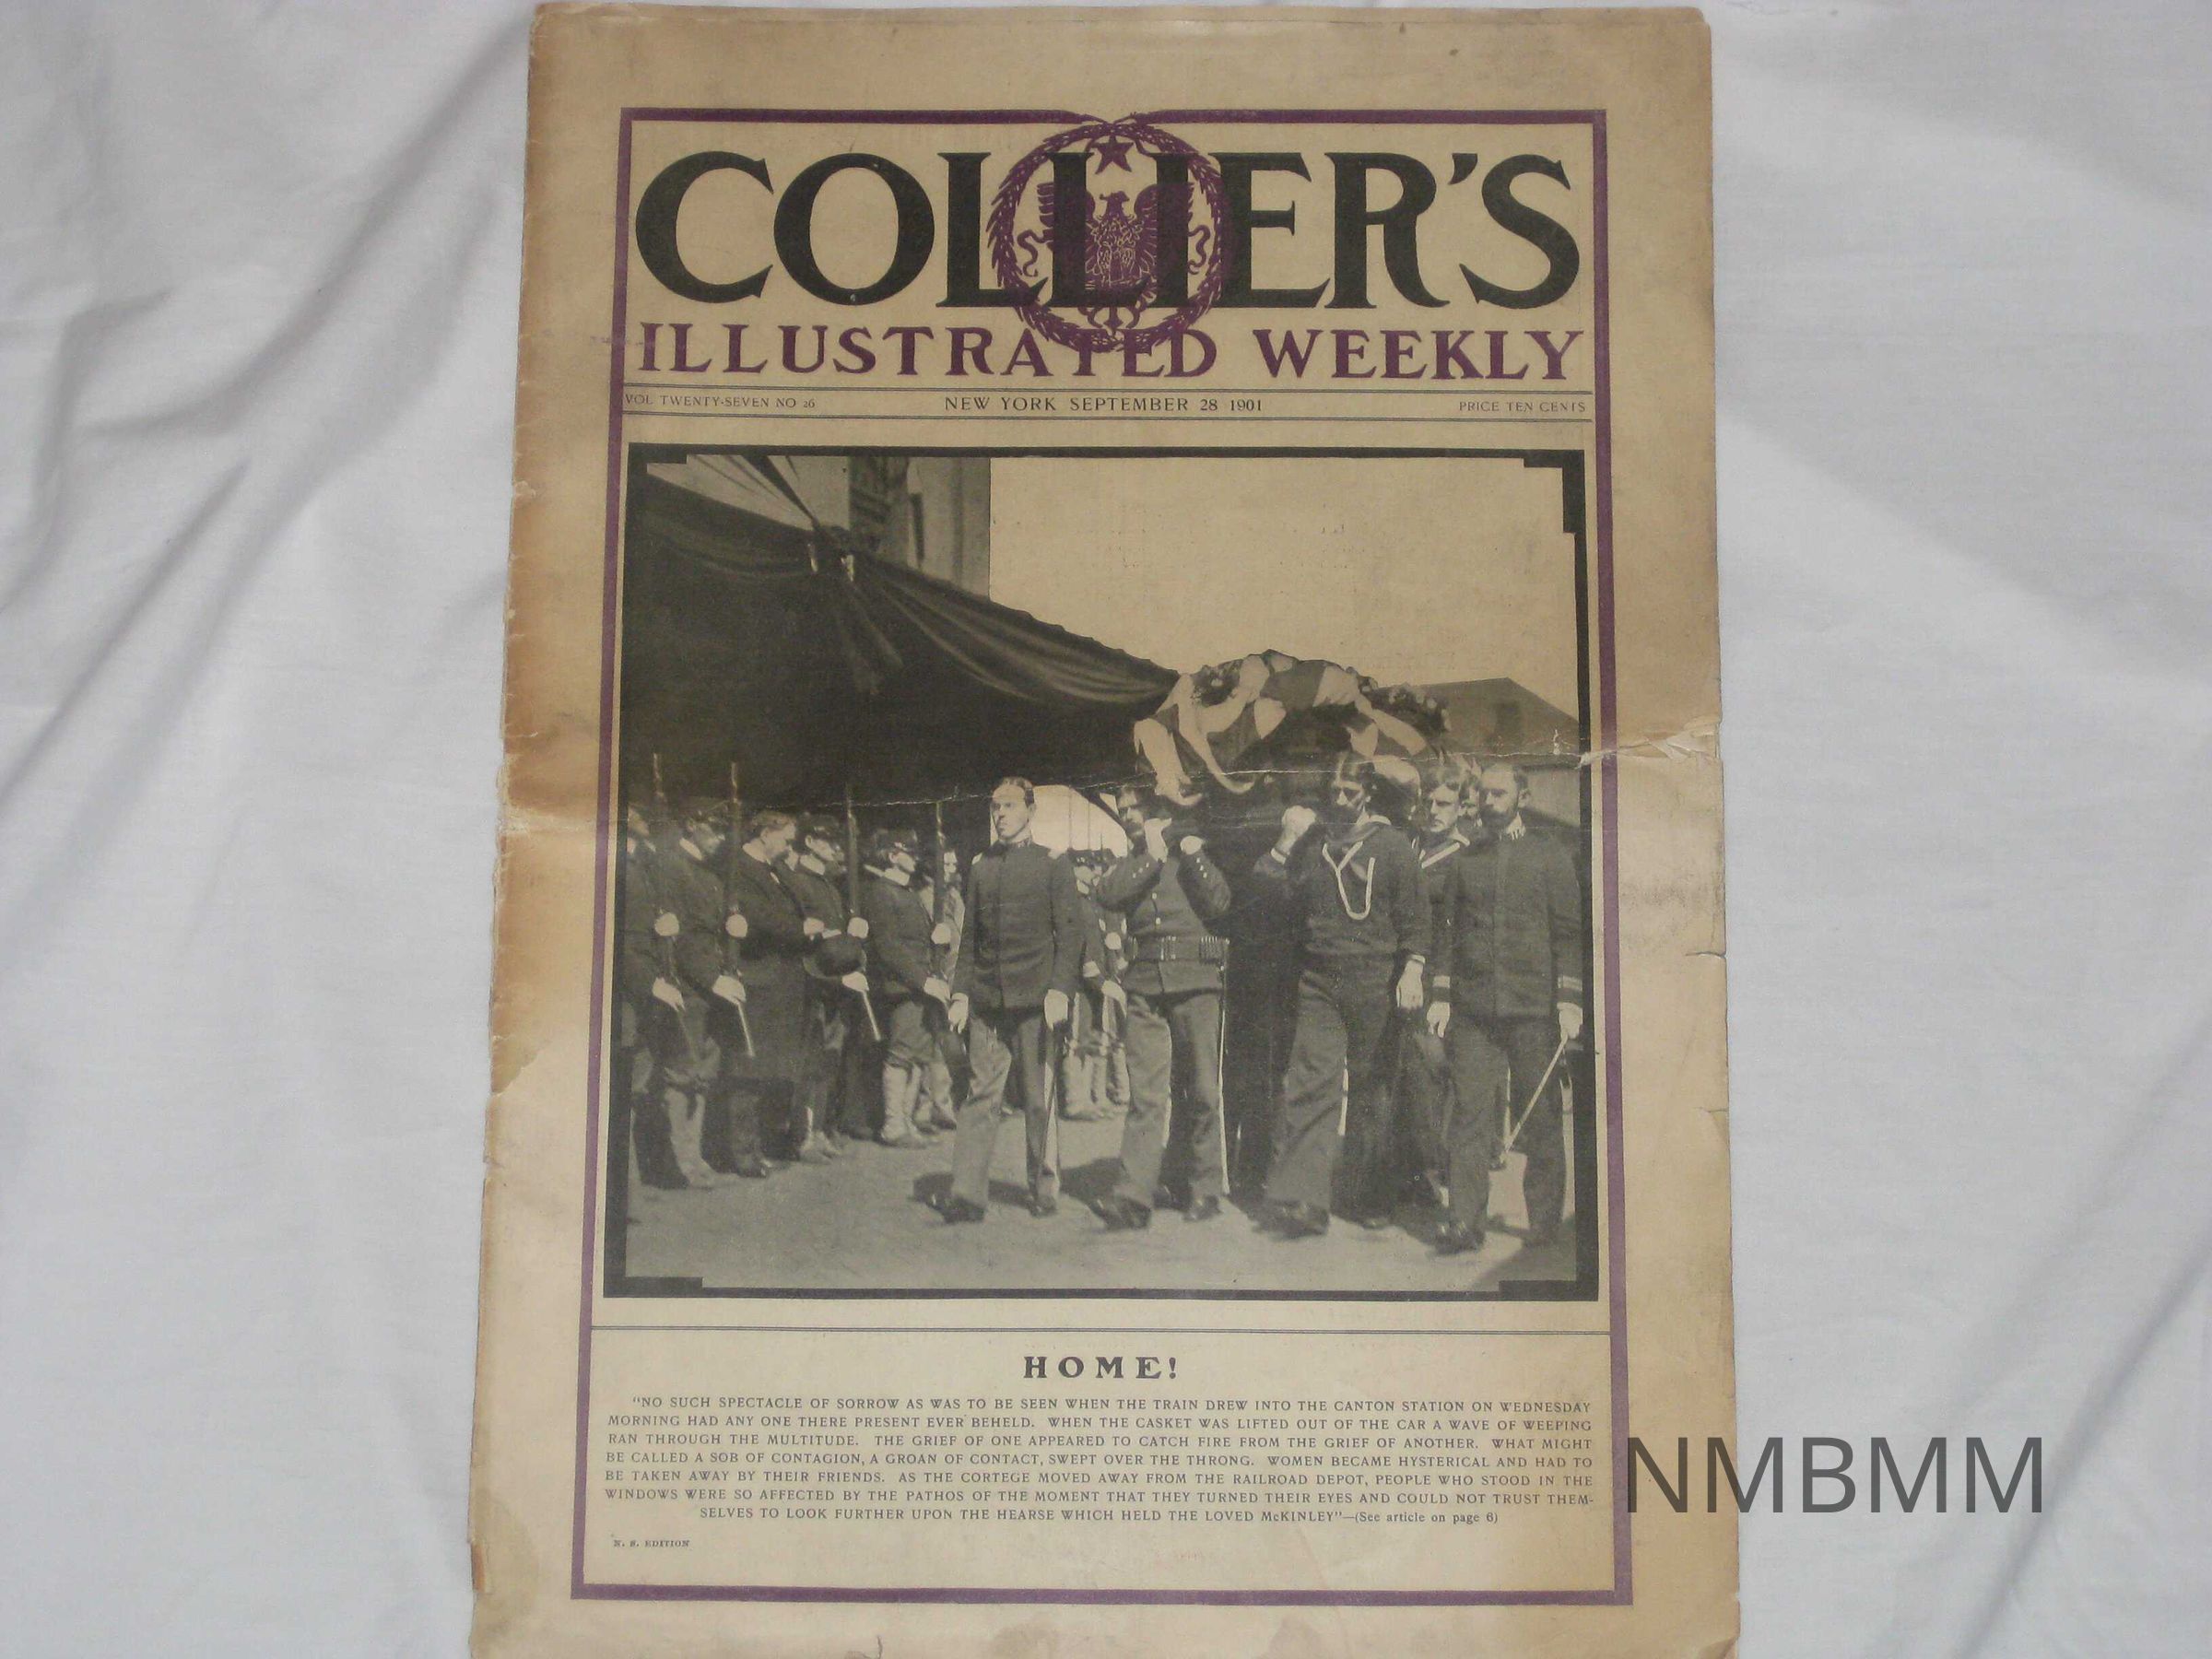 COLLIER'S
ILLUSTRATED WEEKLY
VOL TWENTY-SEVEN NO 26 NEW YORK SEPTEMBER 28 1901 PRICE TEN CENTS
HOME!
"NO SUCH SPECTACLE OF SORROW AS WAS TO BE SEEN WHEN THE TRAIN DREW INTO THE CANTON STATION ON WEDNESDAY
MORNING HAD ANY ONE THERE PRESENT EVER BEHELD. WHEN THE CASKET WAS LIFTED OUT OF THE CAR A WAVE OF WEEPING
RAN THROUGH THE MULTITUDE. THE GRIEF OF ONE APPEARED TO CATCH FIRE FROM THE GRIEF OF ANOTHER. WHAT MIGHT
BE CALLED A SOB OF CONTAGION, A GROAN OF CONTACT, SWEPT OVER THE THRONG. WOMEN BECAME HYSTERICAL AND HAD TO
BE TAKEN AWAY BY THEIR FRIENDS. AS THE CORTEGE MOVED AWAY FROM THE RAILROAD DEPOT, PEOPLE WHO STOOD IN THE
WINDOWS WERE SO AFFECTED BY THE PATHOS OF THE MOMENT THAT THEY TURNED THEIR EYES AND COULD NOT TRUST THEM-
SELVES TO LOOK FURTHER UPON THE HEARSE WHICH HELD THE LOVED McKINLEY"—(See article on page 6)
N. S. EDITION
NMBMM